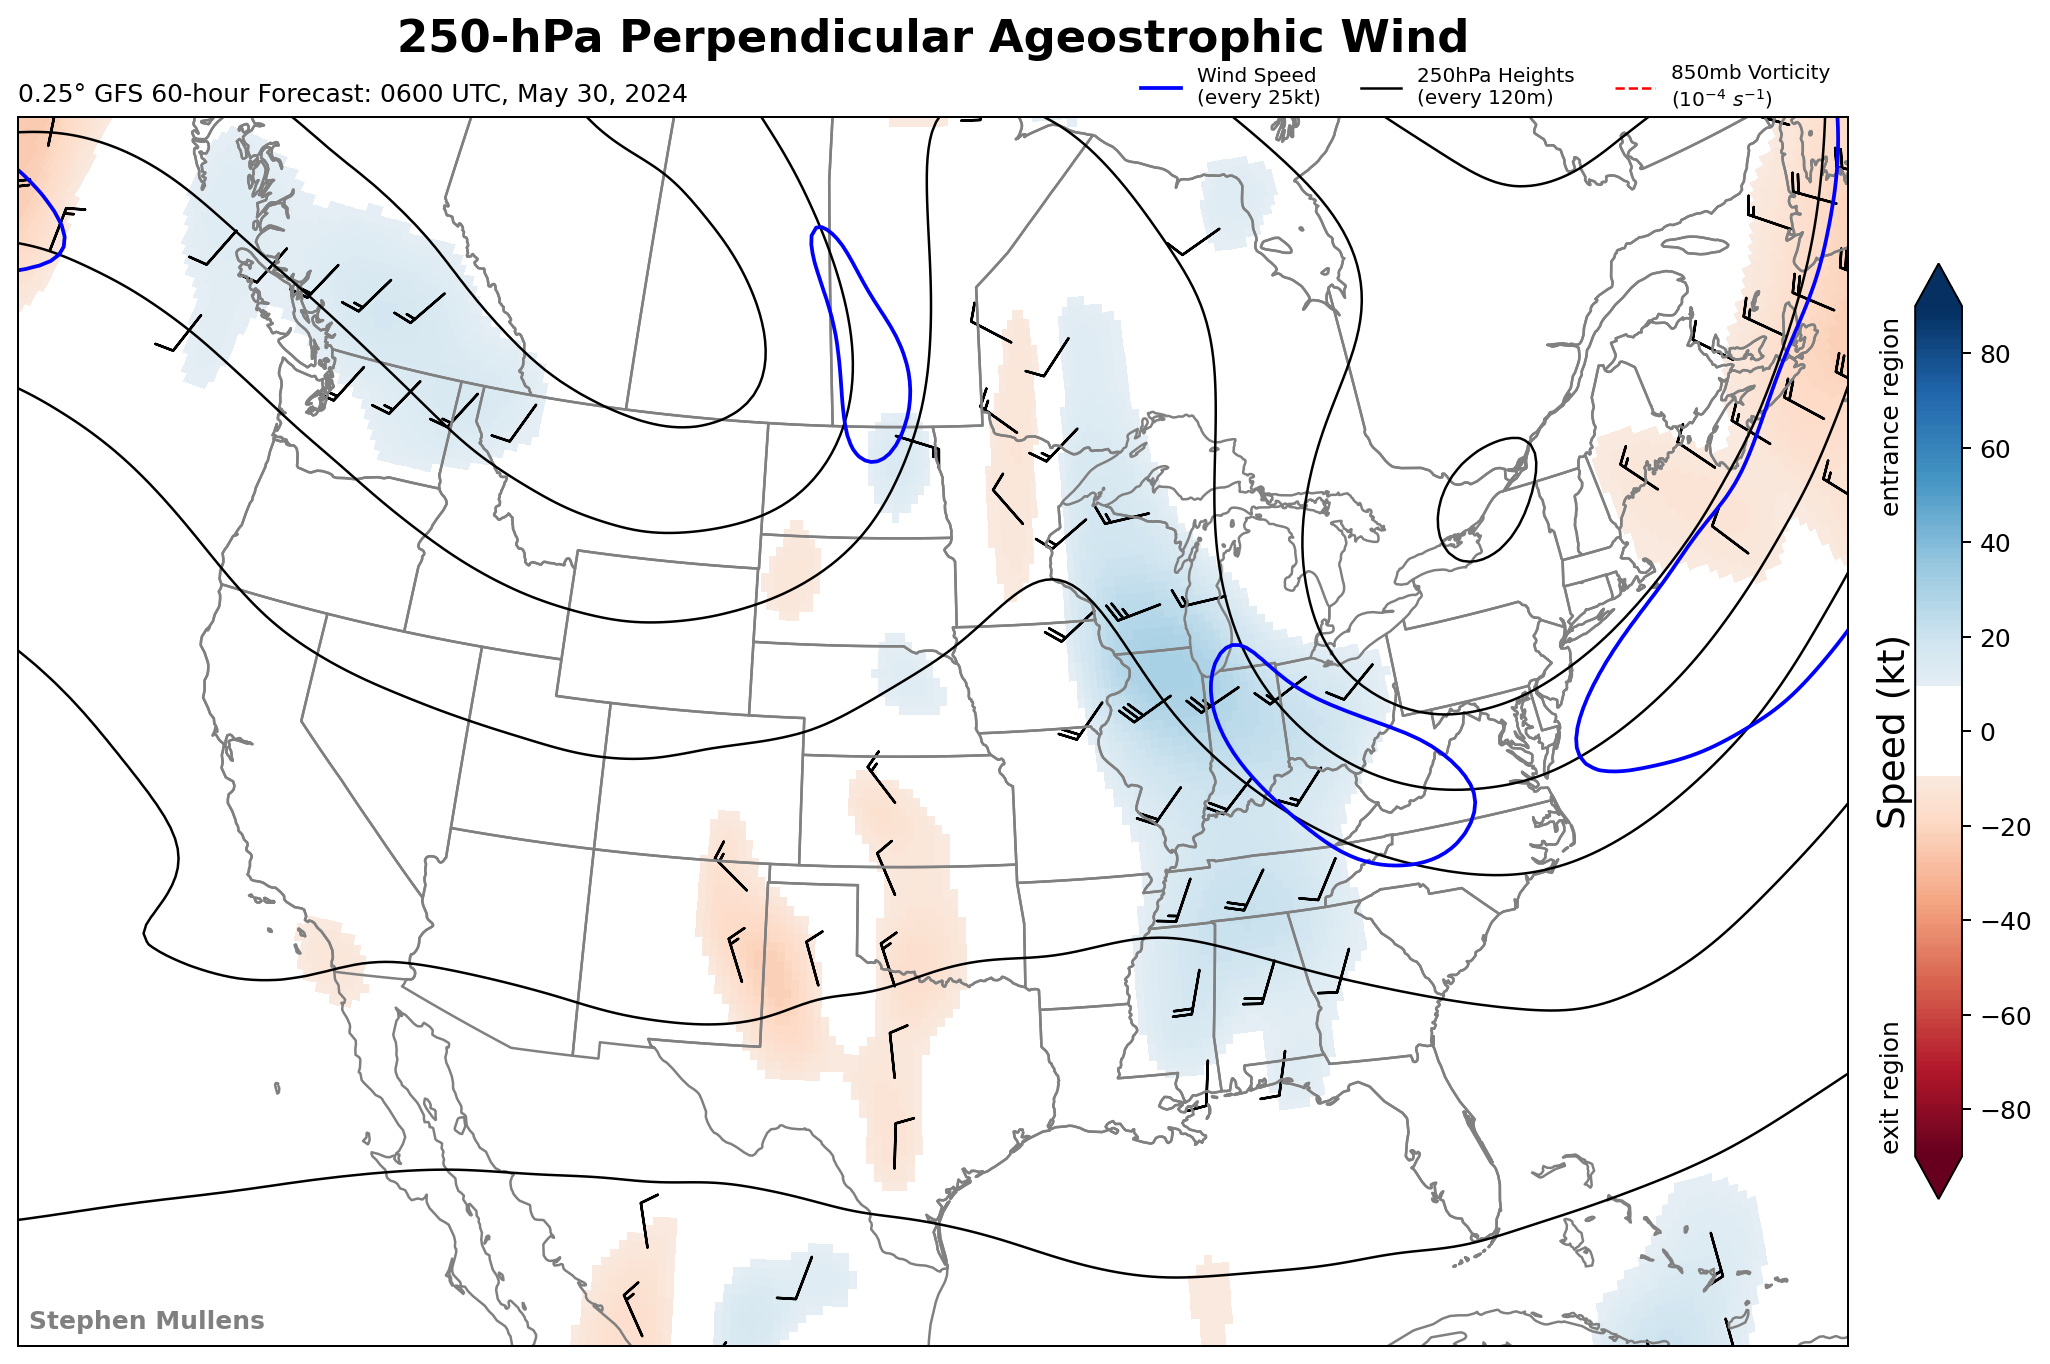 250-hPa Perpendicular Ageostrophic Wind
0.25° GFS 60-hour Forecast: 0600 UTC, May 30, 2024
Wind Speed
(every 25kt)
250hPa Heights
(every 120m)
850mb Vorticity
(10⁻⁴ s⁻¹)
entrance region
Speed (kt)
exit region
80
60
40
20
0
−20
−40
−60
−80
Stephen Mullens